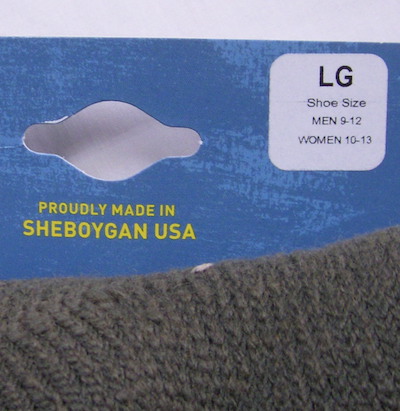 LG
Shoe Size
MEN 9-12
WOMEN 10-13
PROUDLY MADE IN
SHEBOYGAN USA